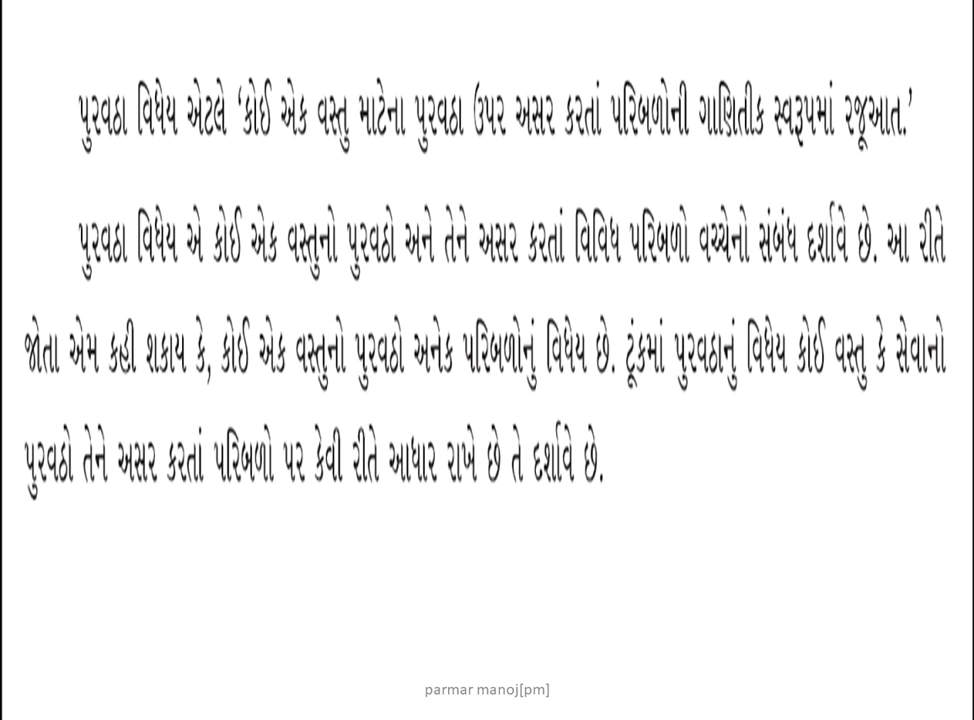 પુરવઠા વિધેય એટલે ‘કોઈ એક વસ્તુ માટેના પુરવઠા ઉપર અસર કરતાં પરિબળોની ગાણિતીક સ્વરૂપમાં રજૂઆત.’
પુરવઠા વિધેય એ કોઈ એક વસ્તુનો પુરવઠો અને તેને અસર કરતાં વિવિધ પરિબળો વચ્ચેનો સંબંધ દર્શાવે છે. આ રીતે
જોતા એમ કહી શકાય કે, કોઈ એક વસ્તુનો પુરવઠો અનેક પરિબળોનું વિધેય છે. ટૂંકમાં પુરવઠાનું વિધેય કોઈ વસ્તુ કે સેવાનો
પુરવઠો તેને અસર કરતાં પરિબળો પર કેવી રીતે આધાર રાખે છે તે દર્શાવે છે.
parmar manoj[pm]